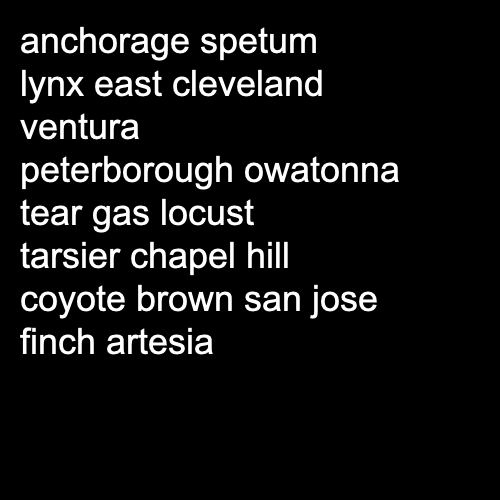 anchorage spetum
lynx east cleveland
ventura
peterborough owatonna
tear gas locust
tarsier chapel hill
coyote brown san jose
finch artesia